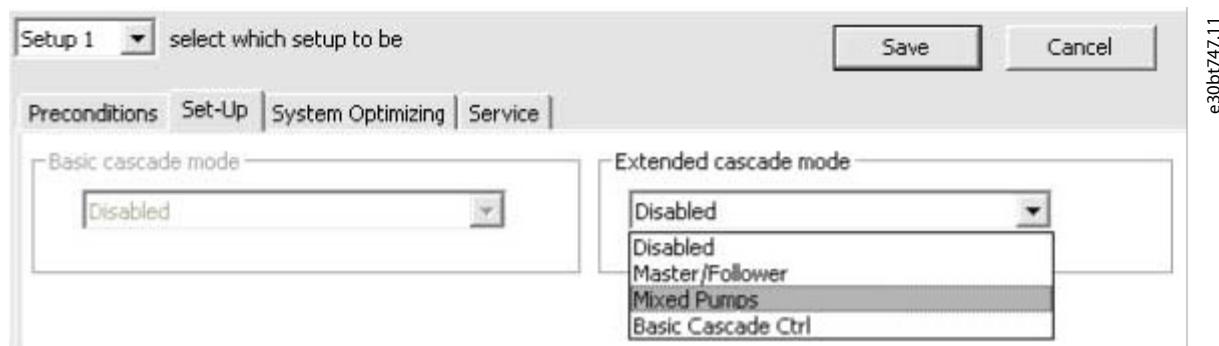 Setup 1 select which setup to be
Save Cancel
Preconditions Set-Up System Optimizing Service
Basic cascade mode
Disabled
Extended cascade mode
Disabled
Disabled
Master/Follower
Mixed Pumps
Basic Cascade Ctrl
e30bt747.11